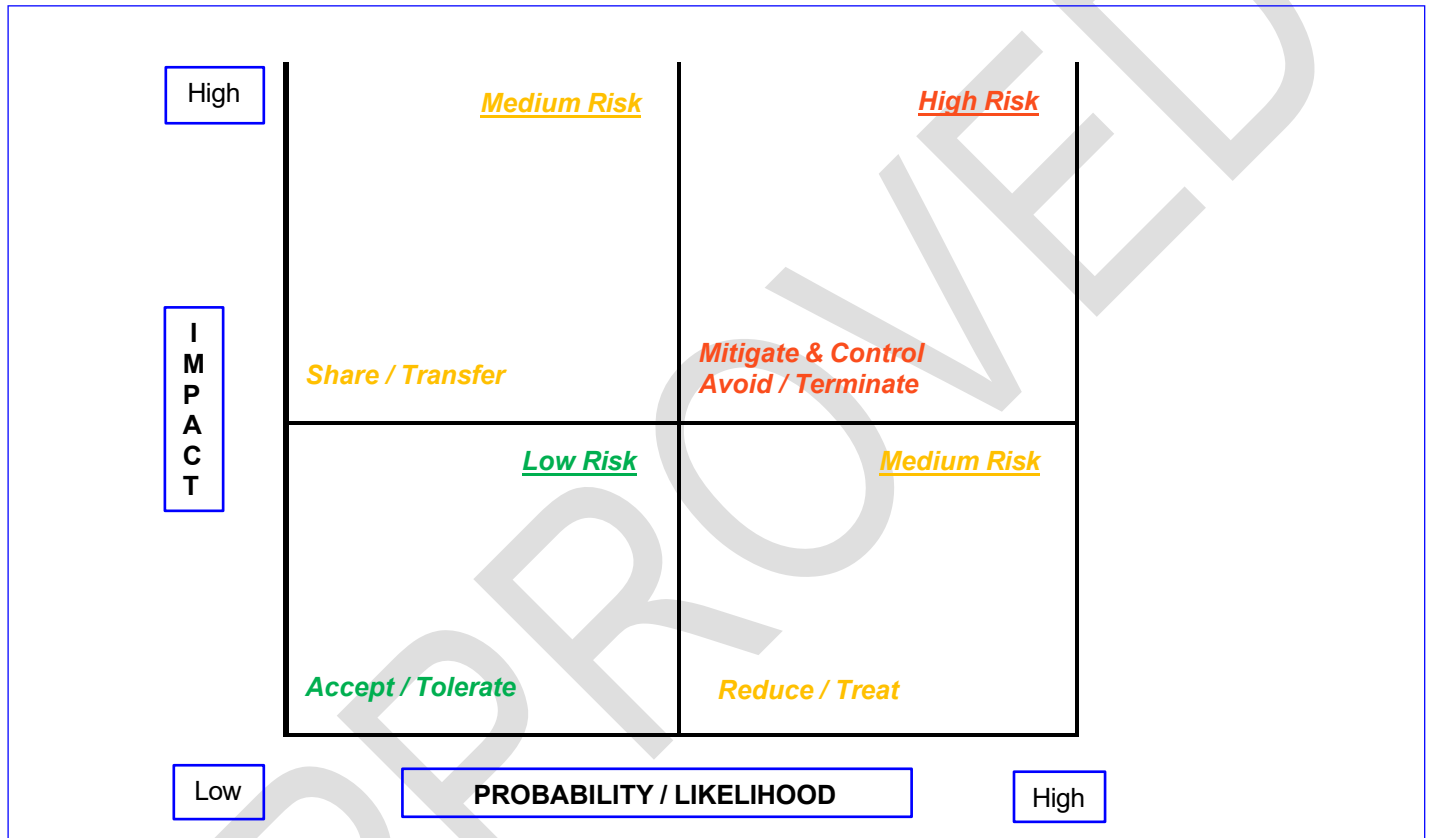 High
Medium Risk
High Risk
I
M
P
A
C
T
Share / Transfer
Mitigate & Control
Avoid / Terminate
Low Risk
Medium Risk
Accept / Tolerate
Reduce / Treat
Low
PROBABILITY / LIKELIHOOD
High
PPROVED